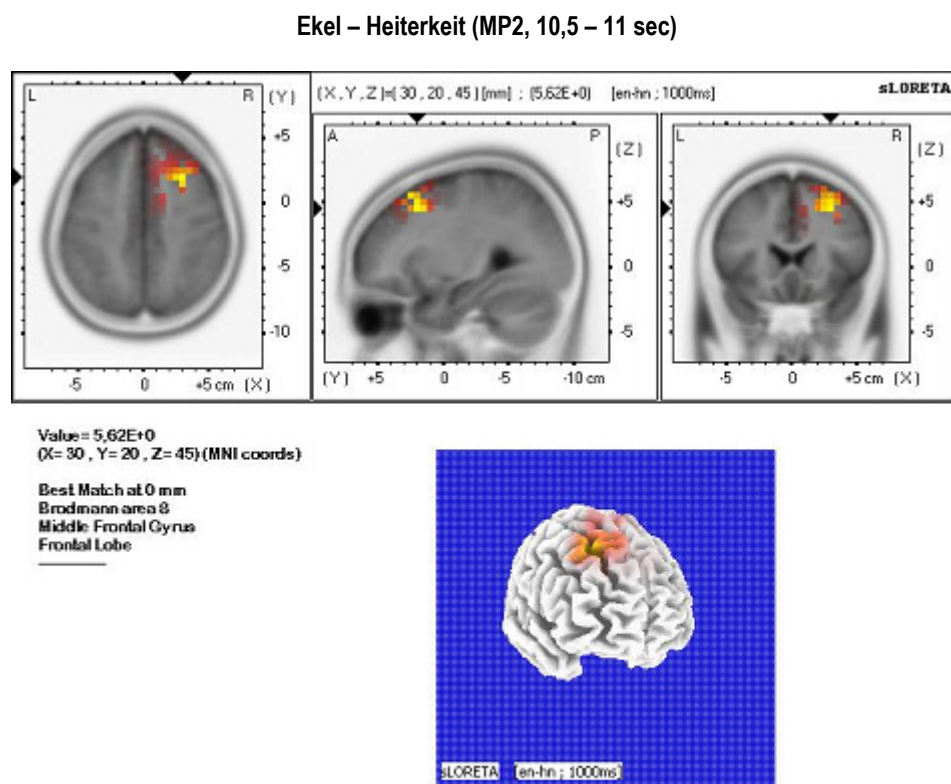 Ekel – Heiterkeit (MP2, 10,5 – 11 sec)
L R (Y)
+5
0
-5
-10
-5 0 +5 cm (X)
(X, Y, Z)=( 30 , 20 , 45 ) [mm] ; (5,62E+0) [en-hn ; 1000ms] sLORETA
A P (Z)
+5
0
-5
(Y) +5 0 -5 -10 cm
L R (Z)
+5
0
-5
-5 0 +5 cm (X)
Value= 5,62E+0
(X= 30 , Y= 20 , Z= 45) (MNI coords)
Best Match at 0 mm
Brodmann area 8
Middle Frontal Gyrus
Frontal Lobe
sLORETA [en-hn ; 1000ms]